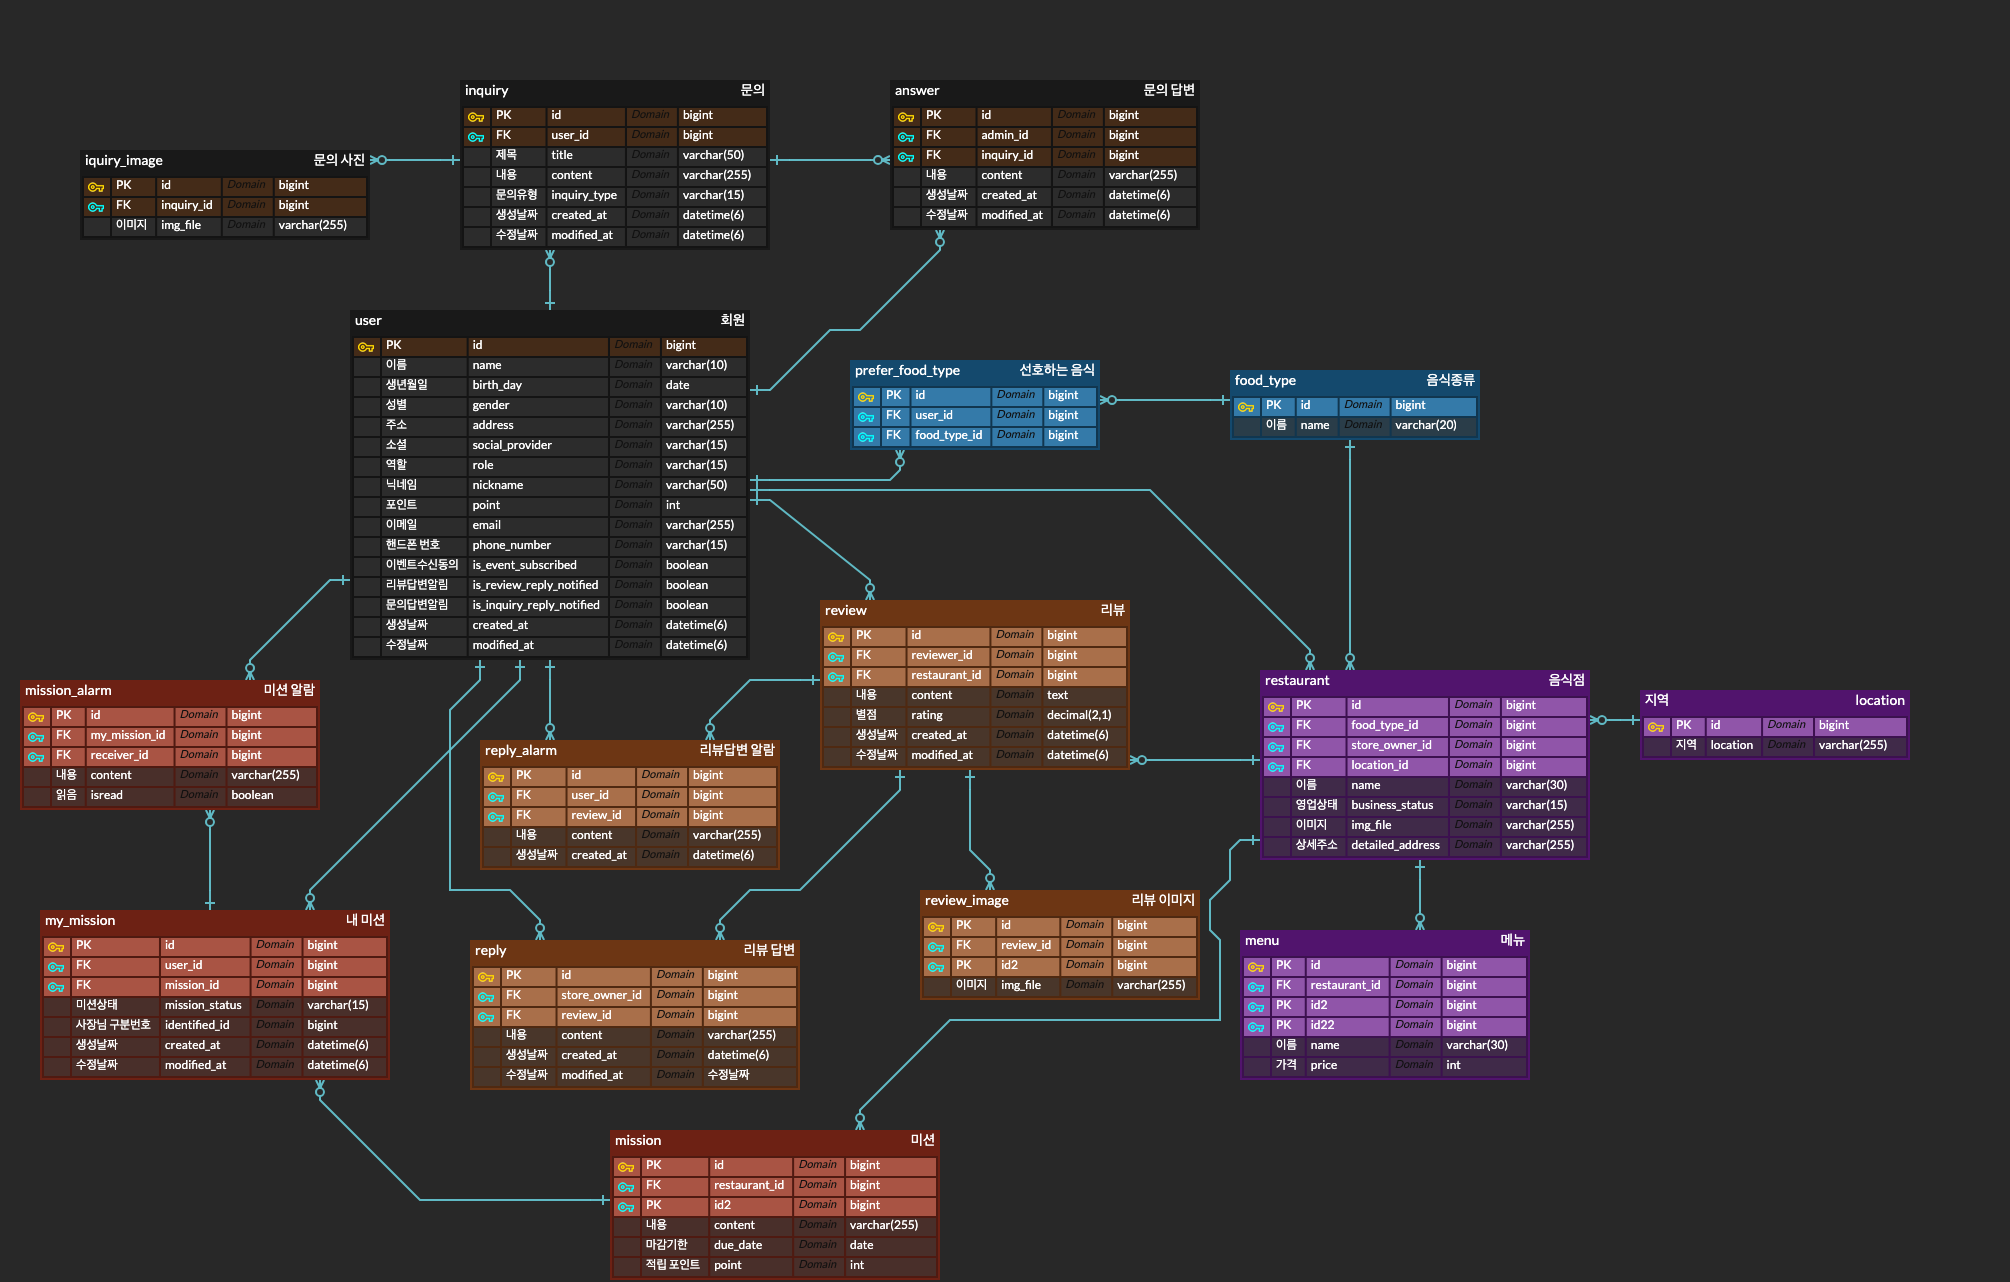 inquiry 문의
PK id Domain bigint
FK user_id Domain bigint
제목 title Domain varchar(50)
내용 content Domain varchar(255)
문의유형 inquiry_type Domain varchar(15)
생성날짜 created_at Domain datetime(6)
수정날짜 modified_at Domain datetime(6)
answer 문의 답변
PK id Domain bigint
FK admin_id Domain bigint
FK inquiry_id Domain bigint
내용 content Domain varchar(255)
생성날짜 created_at Domain datetime(6)
수정날짜 modified_at Domain datetime(6)
iquiry_image 문의 사진
PK id Domain bigint
FK inquiry_id Domain bigint
이미지 img_file Domain varchar(255)
user 회원
PK id Domain bigint
이름 name Domain varchar(10)
생년월일 birth_day Domain date
성별 gender Domain varchar(10)
주소 address Domain varchar(255)
소셜 social_provider Domain varchar(15)
역할 role Domain varchar(15)
닉네임 nickname Domain varchar(50)
포인트 point Domain int
이메일 email Domain varchar(255)
핸드폰 번호 phone_number Domain varchar(15)
이벤트수신동의 is_event_subscribed Domain boolean
리뷰답변알림 is_review_reply_notified Domain boolean
문의답변알림 is_inquiry_reply_notified Domain boolean
생성날짜 created_at Domain datetime(6)
수정날짜 modified_at Domain datetime(6)
prefer_food_type 선호하는 음식
PK id Domain bigint
FK user_id Domain bigint
FK food_type_id Domain bigint
food_type 음식종류
PK id Domain bigint
이름 name Domain varchar(20)
review 리뷰
PK id Domain bigint
FK reviewer_id Domain bigint
FK restaurant_id Domain bigint
내용 content Domain text
별점 rating Domain decimal(2,1)
생성날짜 created_at Domain datetime(6)
수정날짜 modified_at Domain datetime(6)
restaurant 음식점
PK id Domain bigint
FK food_type_id Domain bigint
FK store_owner_id Domain bigint
FK location_id Domain bigint
이름 name Domain varchar(30)
영업상태 business_status Domain varchar(15)
이미지 img_file Domain varchar(255)
상세주소 detailed_address Domain varchar(255)
지역 location
PK id Domain bigint
지역 location Domain varchar(255)
mission_alarm 미션 알람
PK id Domain bigint
FK my_mission_id Domain bigint
FK receiver_id Domain bigint
내용 content Domain varchar(255)
읽음 isread Domain boolean
reply_alarm 리뷰답변 알람
PK id Domain bigint
FK user_id Domain bigint
FK review_id Domain bigint
내용 content Domain varchar(255)
생성날짜 created_at Domain datetime(6)
review_image 리뷰 이미지
PK id Domain bigint
FK review_id Domain bigint
PK id2 Domain bigint
이미지 img_file Domain varchar(255)
my_mission 내 미션
PK id Domain bigint
FK user_id Domain bigint
FK mission_id Domain bigint
미션상태 mission_status Domain varchar(15)
사장님 구분번호 identified_id Domain bigint
생성날짜 created_at Domain datetime(6)
수정날짜 modified_at Domain datetime(6)
reply 리뷰 답변
PK id Domain bigint
FK store_owner_id Domain bigint
FK review_id Domain bigint
내용 content Domain varchar(255)
생성날짜 created_at Domain datetime(6)
수정날짜 modified_at Domain 수정날짜
menu 메뉴
PK id Domain bigint
FK restaurant_id Domain bigint
PK id2 Domain bigint
PK id22 Domain bigint
이름 name Domain varchar(30)
가격 price Domain int
mission 미션
PK id Domain bigint
FK restaurant_id Domain bigint
PK id2 Domain bigint
내용 content Domain varchar(255)
마감기한 due_date Domain date
적립 포인트 point Domain int